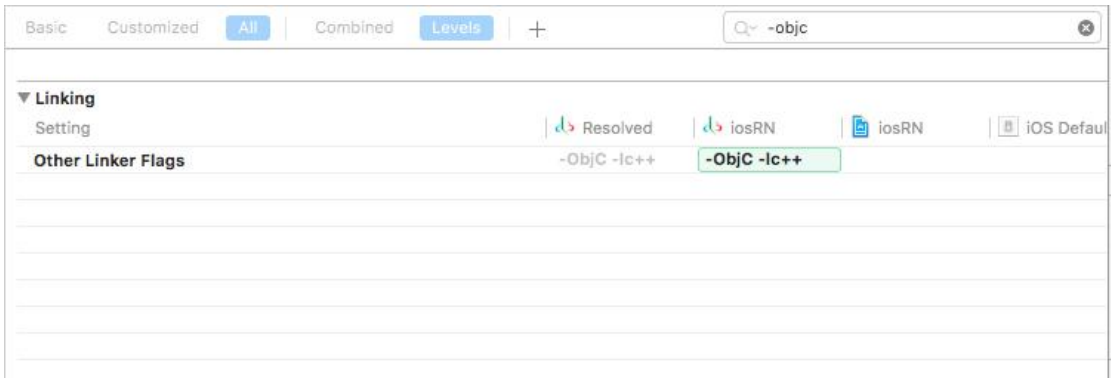 Basic Customized All Combined Levels + -objc
Linking
Setting Resolved iosRN iosRN iOS Defaul
Other Linker Flags -ObjC -lc++ -ObjC -lc++